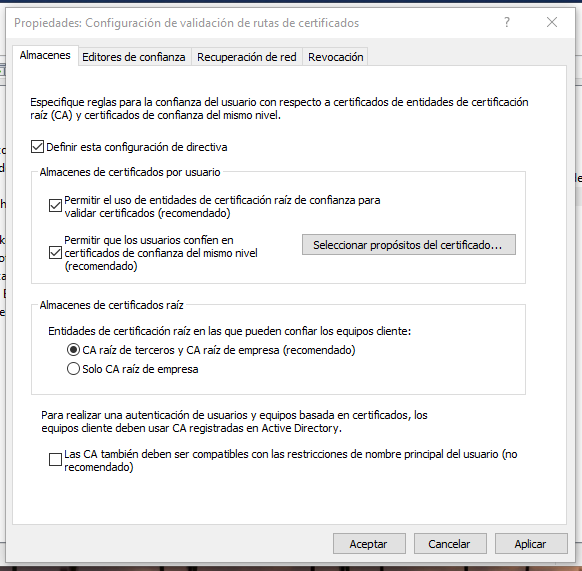 Propiedades: Configuración de validación de rutas de certificado
?
Almacenes Editores de confianza Recuperación de red Revocación
Especifique reglas para la confianza del usuario con respecto a certificados de entidades de certificación
raíz (CA) y certificados de confianza del mismo nivel.
Definir esta configuración de directiva
Almacenes de certificados por usuario
Permitir el uso de entidades de certificación raíz de confianza para
validar certificados (recomendado)
Permitir que los usuarios confíen en
certificados de confianza del mismo nivel
(recomendado)
Seleccionar propósitos del certificado...
Almacenes de certificados raíz
Entidades de certificación raíz en las que pueden confiar los equipos cliente:
CA raíz de terceros y CA raíz de empresa (recomendado)
Solo CA raíz de empresa
Para realizar una autenticación de usuarios y equipos basada en certificados, los
equipos cliente deben usar CA registradas en Active Directory.
Las CA también deben ser compatibles con las restricciones de nombre principal del usuario (no
recomendado)
Aceptar Cancelar Aplicar